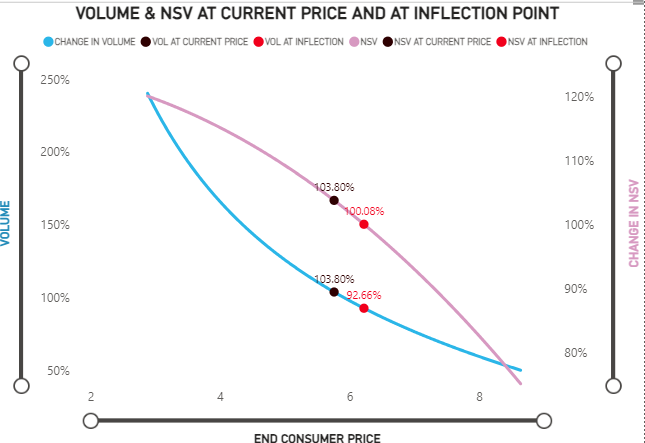 VOLUME & NSV AT CURRENT PRICE AND AT INFLECTION POINT
CHANGE IN VOLUME VOL AT CURRENT PRICE VOL AT INFLECTION NSV NSV AT CURRENT PRICE NSV AT INFLECTION
250%
200%
150%
100%
50%
VOLUME
120%
110%
100%
90%
80%
CHANGE IN NSV
103.80%
100.08%
103.80%
92.66%
2 4 6 8
END CONSUMER PRICE